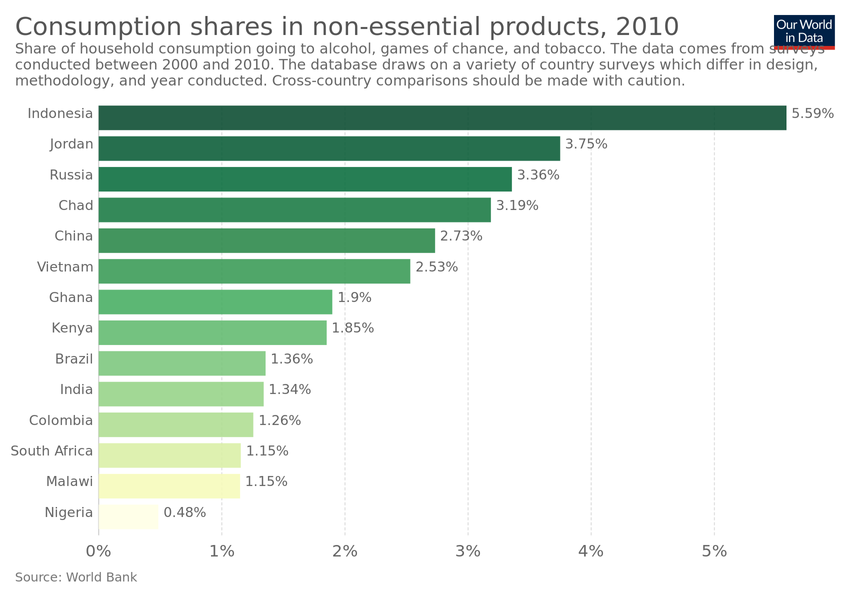 Consumption shares in non-essential products, 2010
Our World
in Data
Share of household consumption going to alcohol, games of chance, and tobacco. The data comes from surveys
conducted between 2000 and 2010. The database draws on a variety of country surveys which differ in design,
methodology, and year conducted. Cross-country comparisons should be made with caution.
Indonesia 5.59%
Jordan 3.75%
Russia 3.36%
Chad 3.19%
China 2.73%
Vietnam 2.53%
Ghana 1.9%
Kenya 1.85%
Brazil 1.36%
India 1.34%
Colombia 1.26%
South Africa 1.15%
Malawi 1.15%
Nigeria 0.48%
0% 1% 2% 3% 4% 5%
Source: World Bank